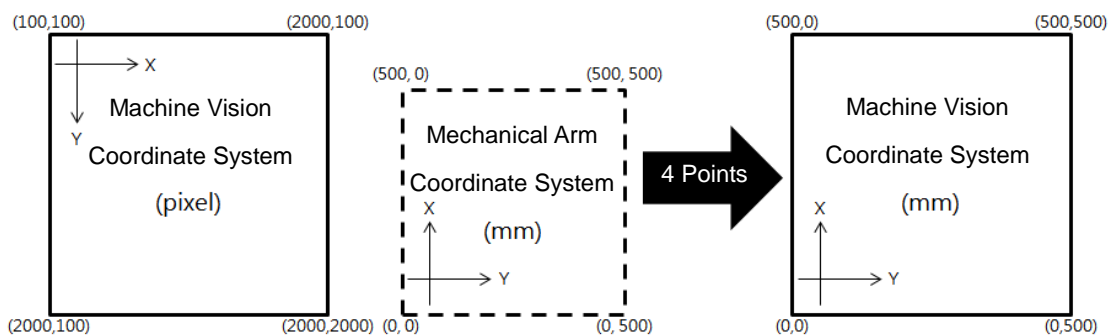 (100,100)
(2000,100)
X
Y
Machine Vision
Coordinate System
(pixel)
(2000,100)
(2000,2000)
(500, 0)
(500, 500)
Mechanical Arm
Coordinate System
(mm)
X
Y
(0, 0)
(0, 500)
4 Points
(500,0)
(500,500)
Machine Vision
Coordinate System
(mm)
X
Y
(0.0)
(0.500)